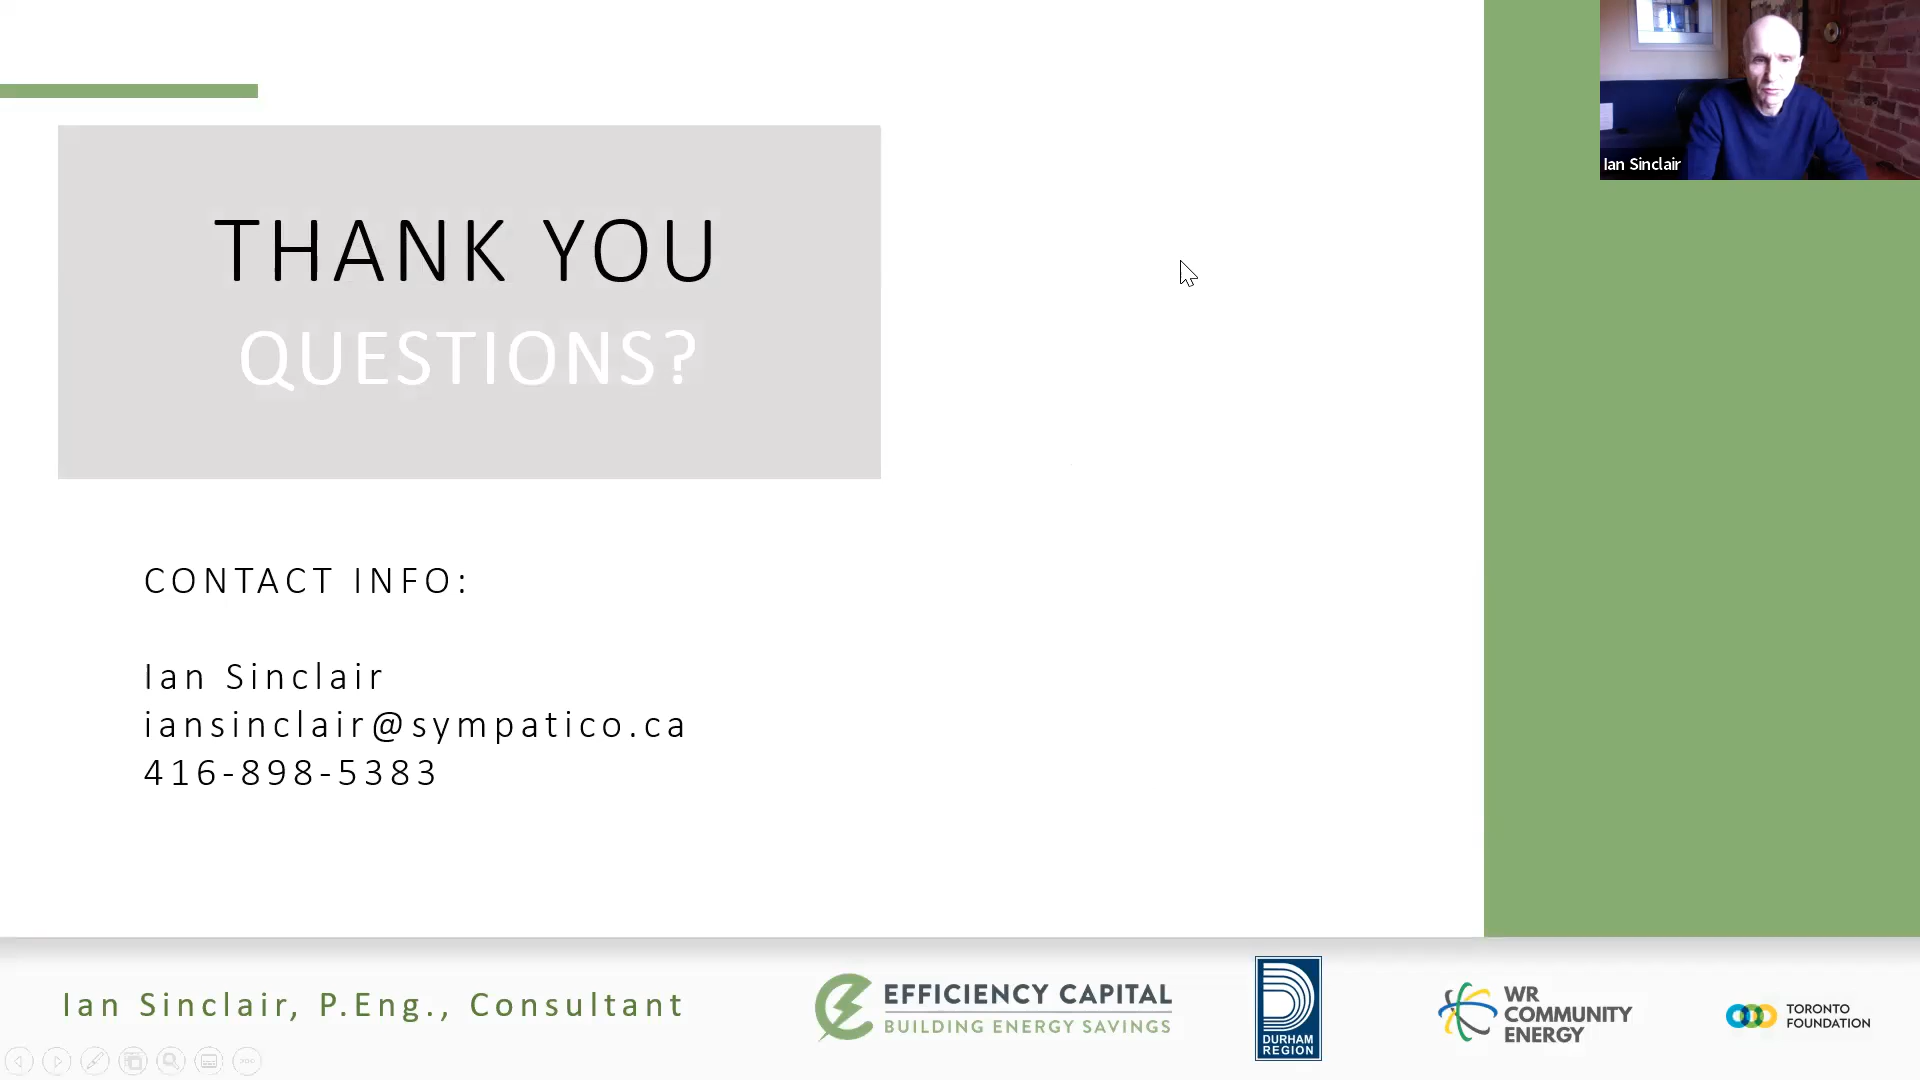 THANK YOU
QUESTIONS?
CONTACT INFO:
Ian Sinclair
iansinclair@sympatico.ca
416-898-5383
Ian Sinclair
Ian Sinclair, P.Eng., Consultant
EFFICIENCY CAPITAL
BUILDING ENERGY SAVINGS
DURHAM
REGION
WR
COMMUNITY
ENERGY
TORONTO
FOUNDATION